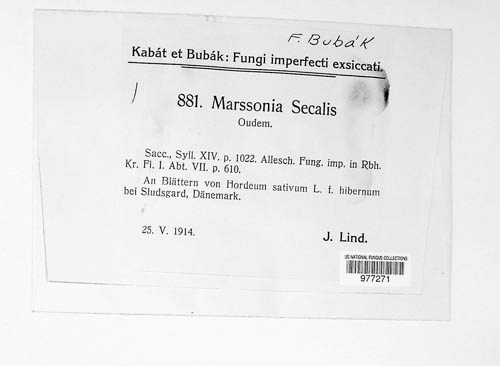 F. Bubák
Kabát et Bubák: Fungi imperfecti exsiccati.
881. Marssonia Secalis
Oudem.
Sacc., Syll. XIV. p. 1022. Allesch. Fung. imp. in Rbh.
Kr. Fl. I. Abt. VII. p. 610.
An Blättern von Hordeum sativum L. f. hibernum
bei Sludsgard, Dänemark.
25. V. 1914.
J. Lind.
US NATIONAL FUNGUS COLLECTIONS
977271